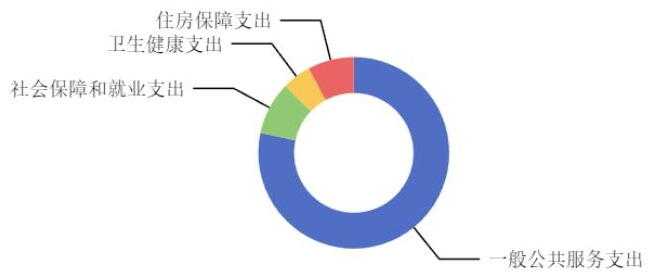 住房保障支出
卫生健康支出
社会保障和就业支出
一般公共服务支出